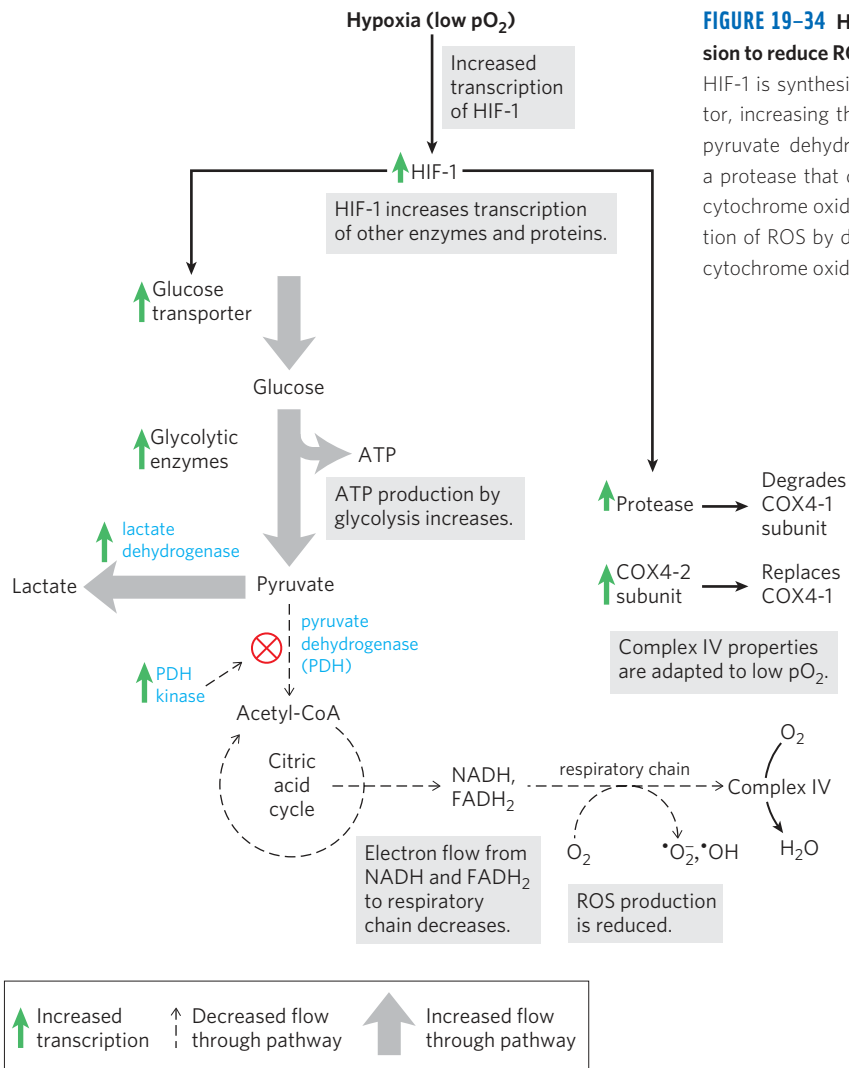 Hypoxia (low pO₂)
Increased
transcription
of HIF-1
HIF-1
HIF-1 increases transcription
of other enzymes and proteins.
Glucose
transporter
Glucose
Glycolytic
enzymes
ATP
ATP production by
glycolysis increases.
lactate
dehydrogenase
Lactate
Pyruvate
pyruvate
dehydrogenase
(PDH)
PDH
kinase
Acetyl-CoA
Citric
acid
cycle
NADH,
FADH₂
respiratory chain
Complex IV
O₂
H₂O
O₂
•O₂⁻, •OH
Electron flow from
NADH and FADH₂
to respiratory
chain decreases.
ROS production
is reduced.
Protease
Degrades
COX4-1
subunit
COX4-2
subunit
Replaces
COX4-1
Complex IV properties
are adapted to low pO₂.
Increased
transcription
Decreased flow
through pathway
Increased flow
through pathway
FIGURE 19–34 H
sion to reduce RO
HIF-1 is synthesi
tor, increasing th
pyruvate dehydr
a protease that
cytochrome oxid
tion of ROS by d
cytochrome oxid